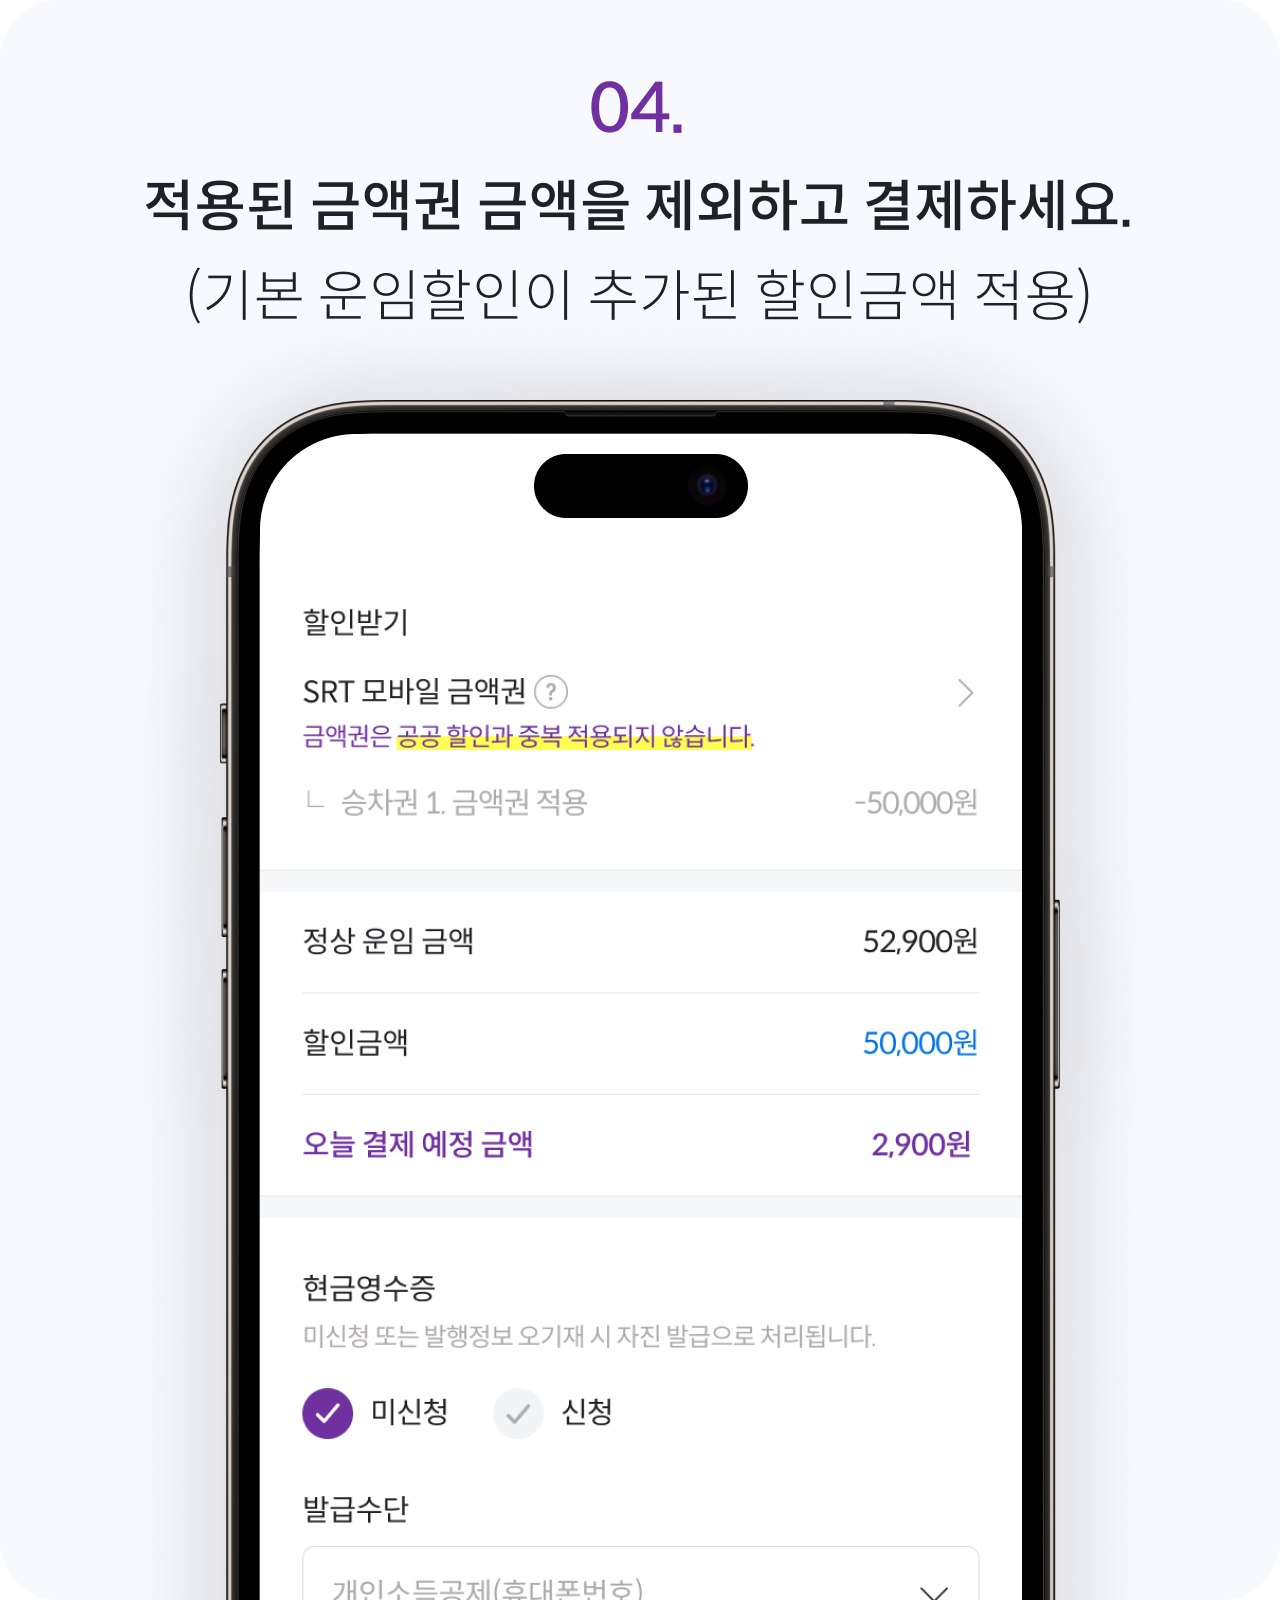 04.
적용된 금액권 금액을 제외하고 결제하세요.
(기본 운임할인이 추가된 할인금액 적용)
할인받기
SRT 모바일 금액권 ?
금액권은 공공 할인과 중복 적용되지 않습니다.
ㄴ 승차권 1. 금액권 적용 -50,000원
정상 운임 금액 52,900원
할인금액 50,000원
오늘 결제 예정 금액 2,900원
현금영수증
미신청 또는 발행정보 오기재 시 자진 발급으로 처리됩니다.
미신청 신청
발급수단
개인소득공제(휴대폰번호)